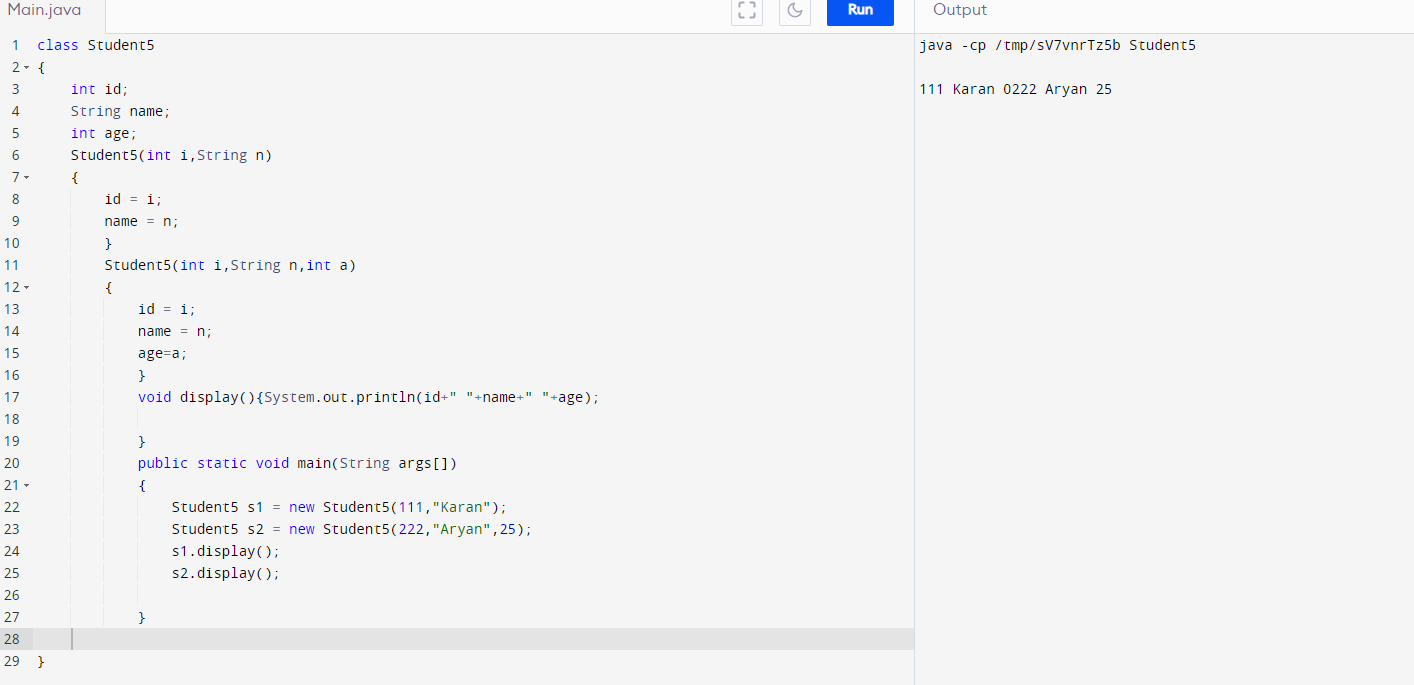 Main.java
Run
Output
1 class Student5
2 {
3 int id;
4 String name;
5 int age;
6 Student5(int i,String n)
7 {
8 id = i;
9 name = n;
10 }
11 Student5(int i,String n,int a)
12 {
13 id = i;
14 name = n;
15 age=a;
16 }
17 void display(){System.out.println(id+" "+name+" "+age);
18
19 }
20 public static void main(String args[])
21 {
22 Student5 s1 = new Student5(111,"Karan");
23 Student5 s2 = new Student5(222,"Aryan",25);
24 s1.display();
25 s2.display();
26
27 }
28
29 }
java -cp /tmp/sV7vnrTz5b Student5
111 Karan 0222 Aryan 25